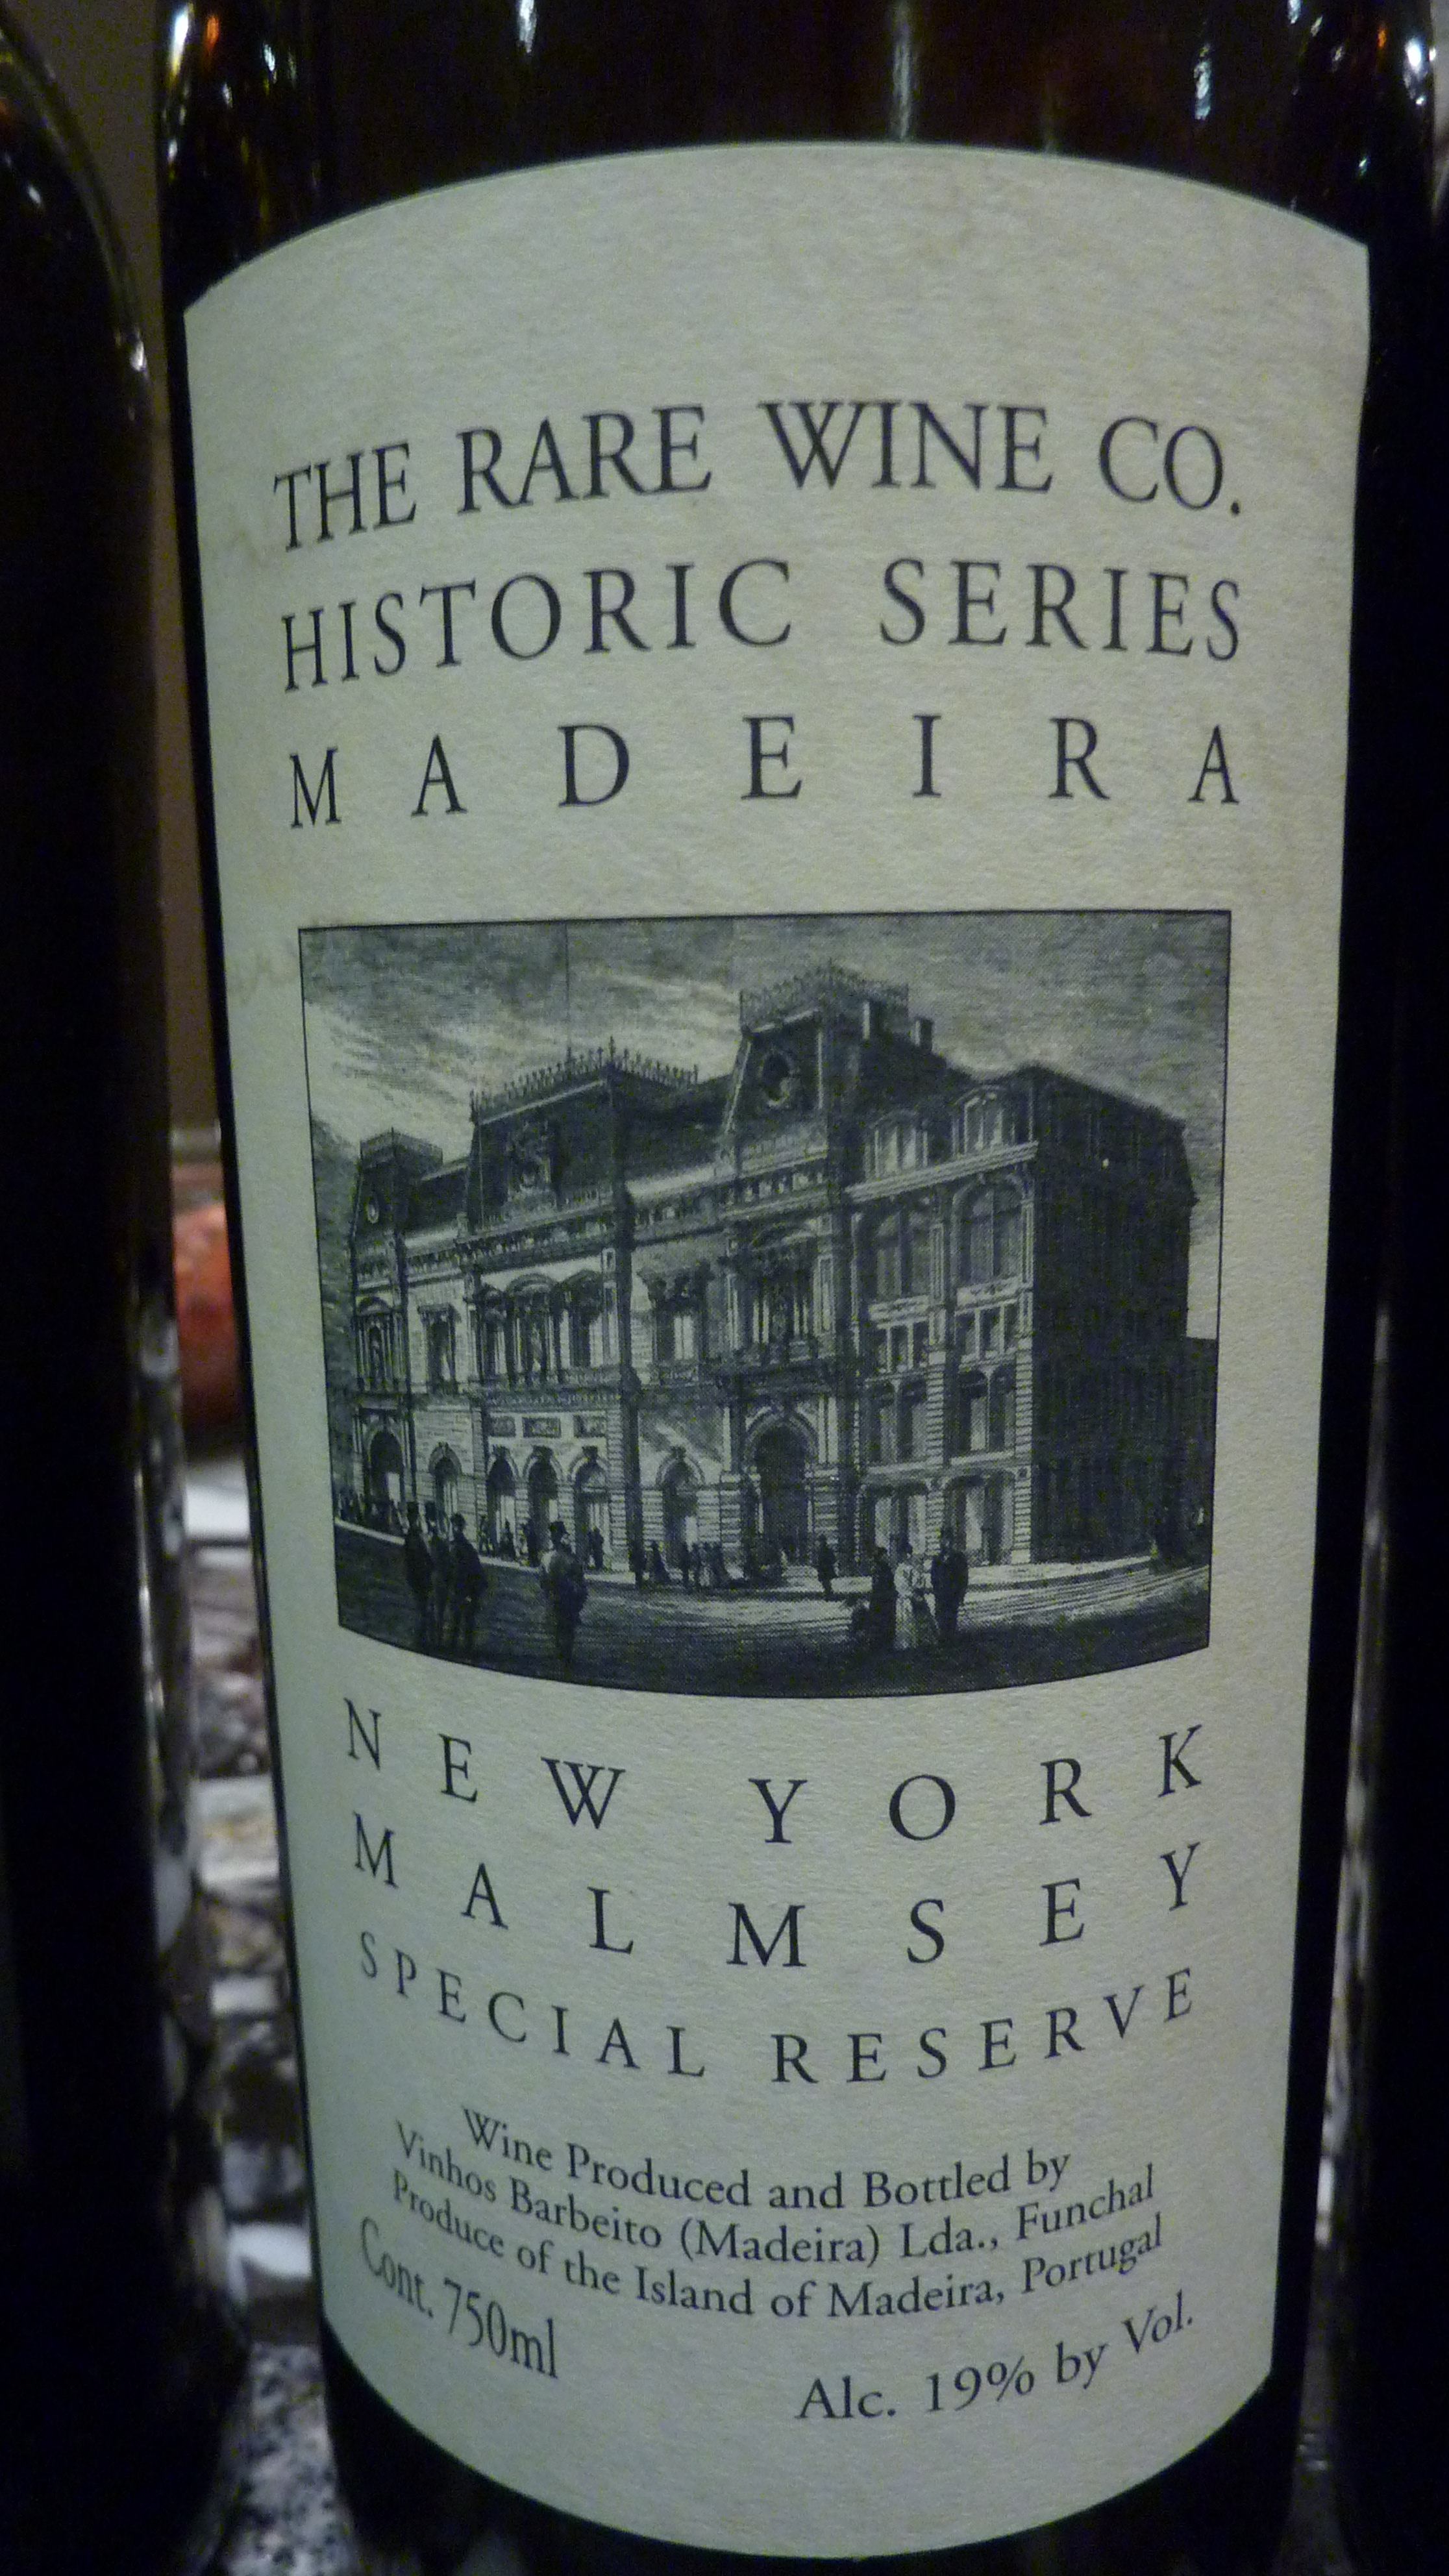 THE RARE WINE CO.
HISTORIC SERIES
MADEIRA
NEW YORK
MALMSEY
SPECIAL RESERVE
Wine Produced and Bottled by
Vinhos Barbeito (Madeira) Lda., Funchal
Produce of the Island of Madeira, Portugal
Cont. 750ml
Alc. 19% by Vol.